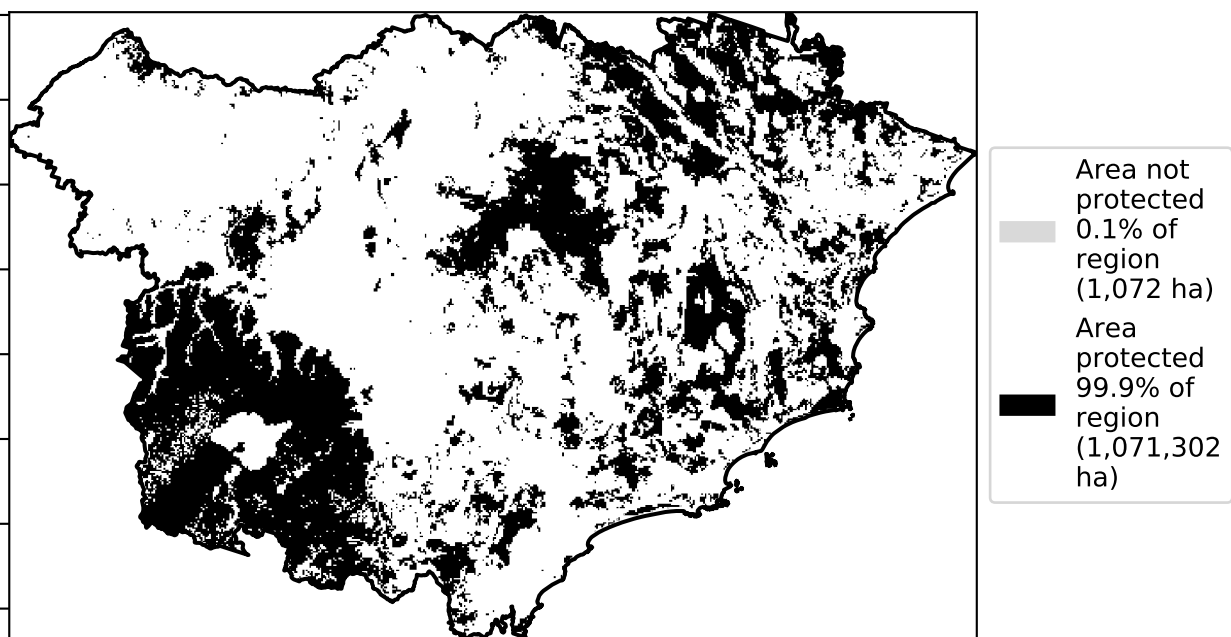 Area not
protected
0.1% of
region
(1,072 ha)
Area
protected
99.9% of
region
(1,071,302
ha)